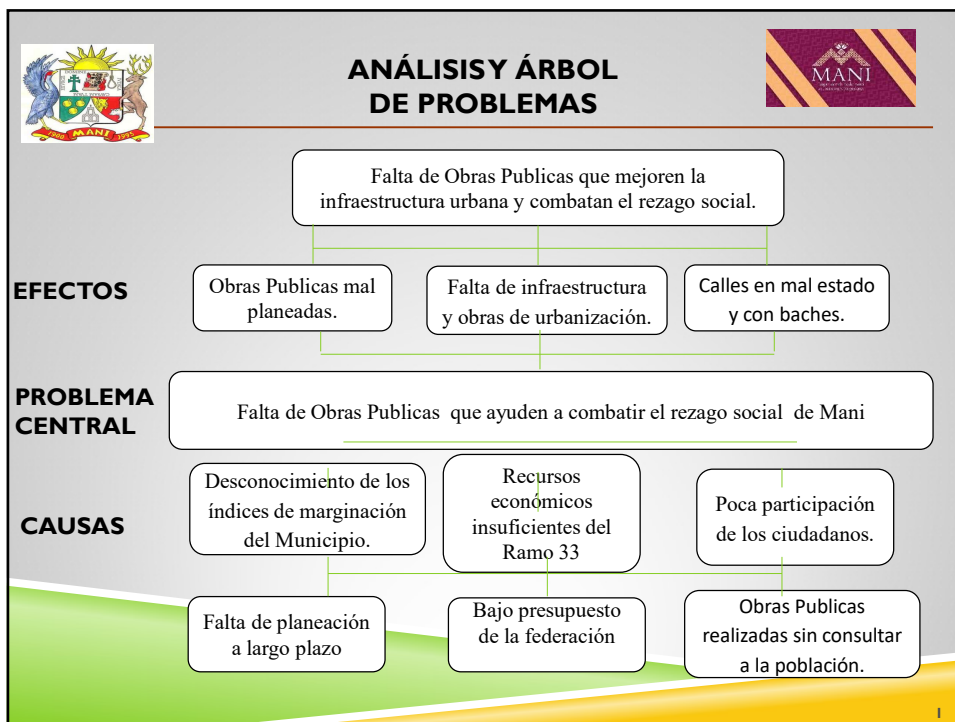 ANÁLISIS Y ÁRBOL
DE PROBLEMAS
MANI
1900 MANI 1995
Falta de Obras Publicas que mejoren la
infraestructura urbana y combatan el rezago social.
EFECTOS
Obras Publicas mal
planeadas.
Falta de infraestructura
y obras de urbanización.
Calles en mal estado
y con baches.
PROBLEMA
CENTRAL
Falta de Obras Publicas que ayuden a combatir el rezago social de Mani
CAUSAS
Desconocimiento de los
índices de marginación
del Municipio.
Recursos
económicos
insuficientes del
Ramo 33
Poca participación
de los ciudadanos.
Falta de planeación
a largo plazo
Bajo presupuesto
de la federación
Obras Publicas
realizadas sin consultar
a la población.
1